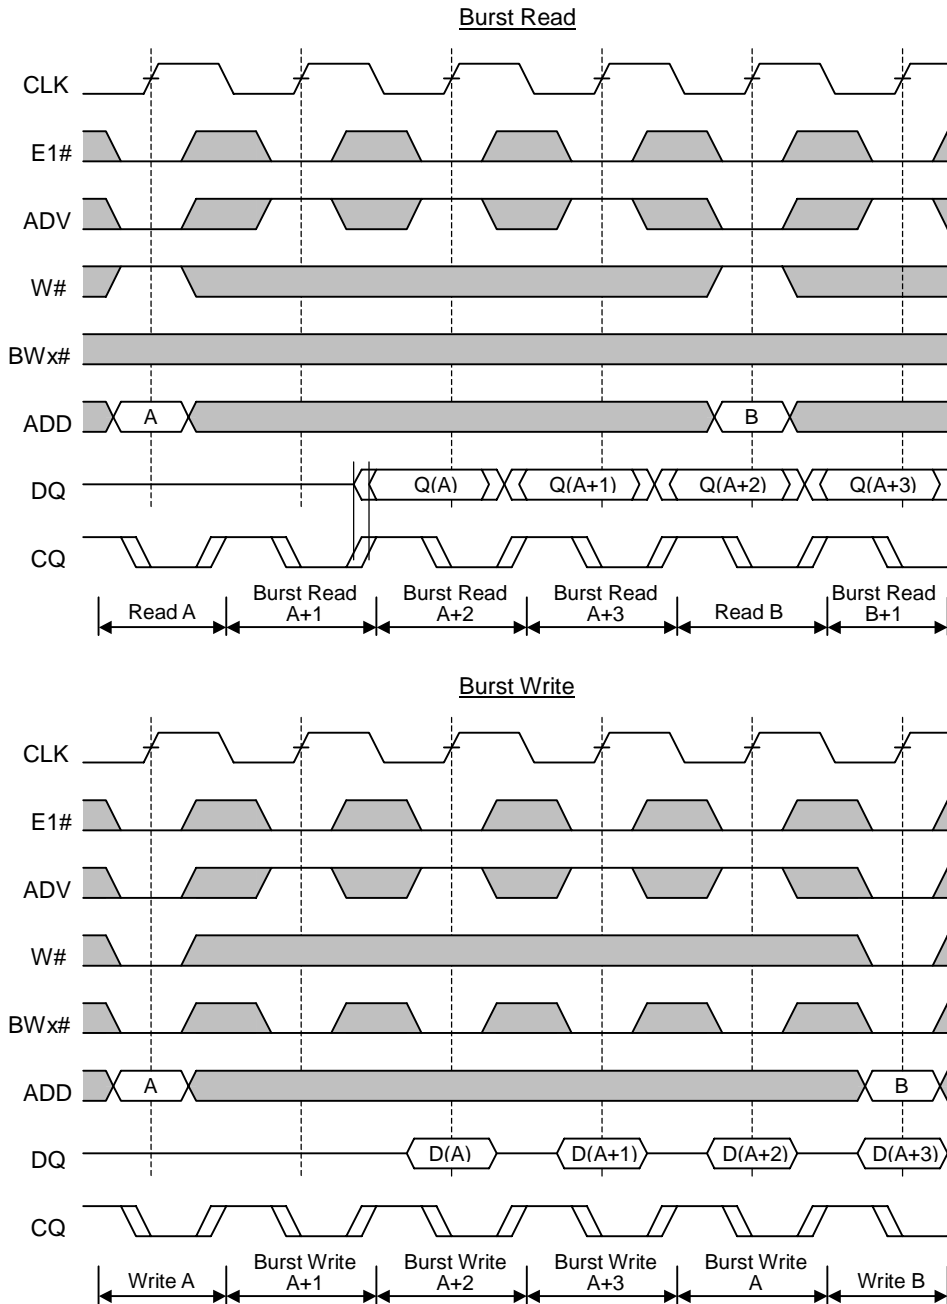 Burst Read
CLK
E1#
ADV
W#
BWx#
ADD A B
DQ Q(A) Q(A+1) Q(A+2) Q(A+3)
CQ
Read A Burst Read A+1 Burst Read A+2 Burst Read A+3 Read B Burst Read B+1
Burst Write
CLK
E1#
ADV
W#
BWx#
ADD A B
DQ D(A) D(A+1) D(A+2) D(A+3)
CQ
Write A Burst Write A+1 Burst Write A+2 Burst Write A+3 Burst Write A Write B